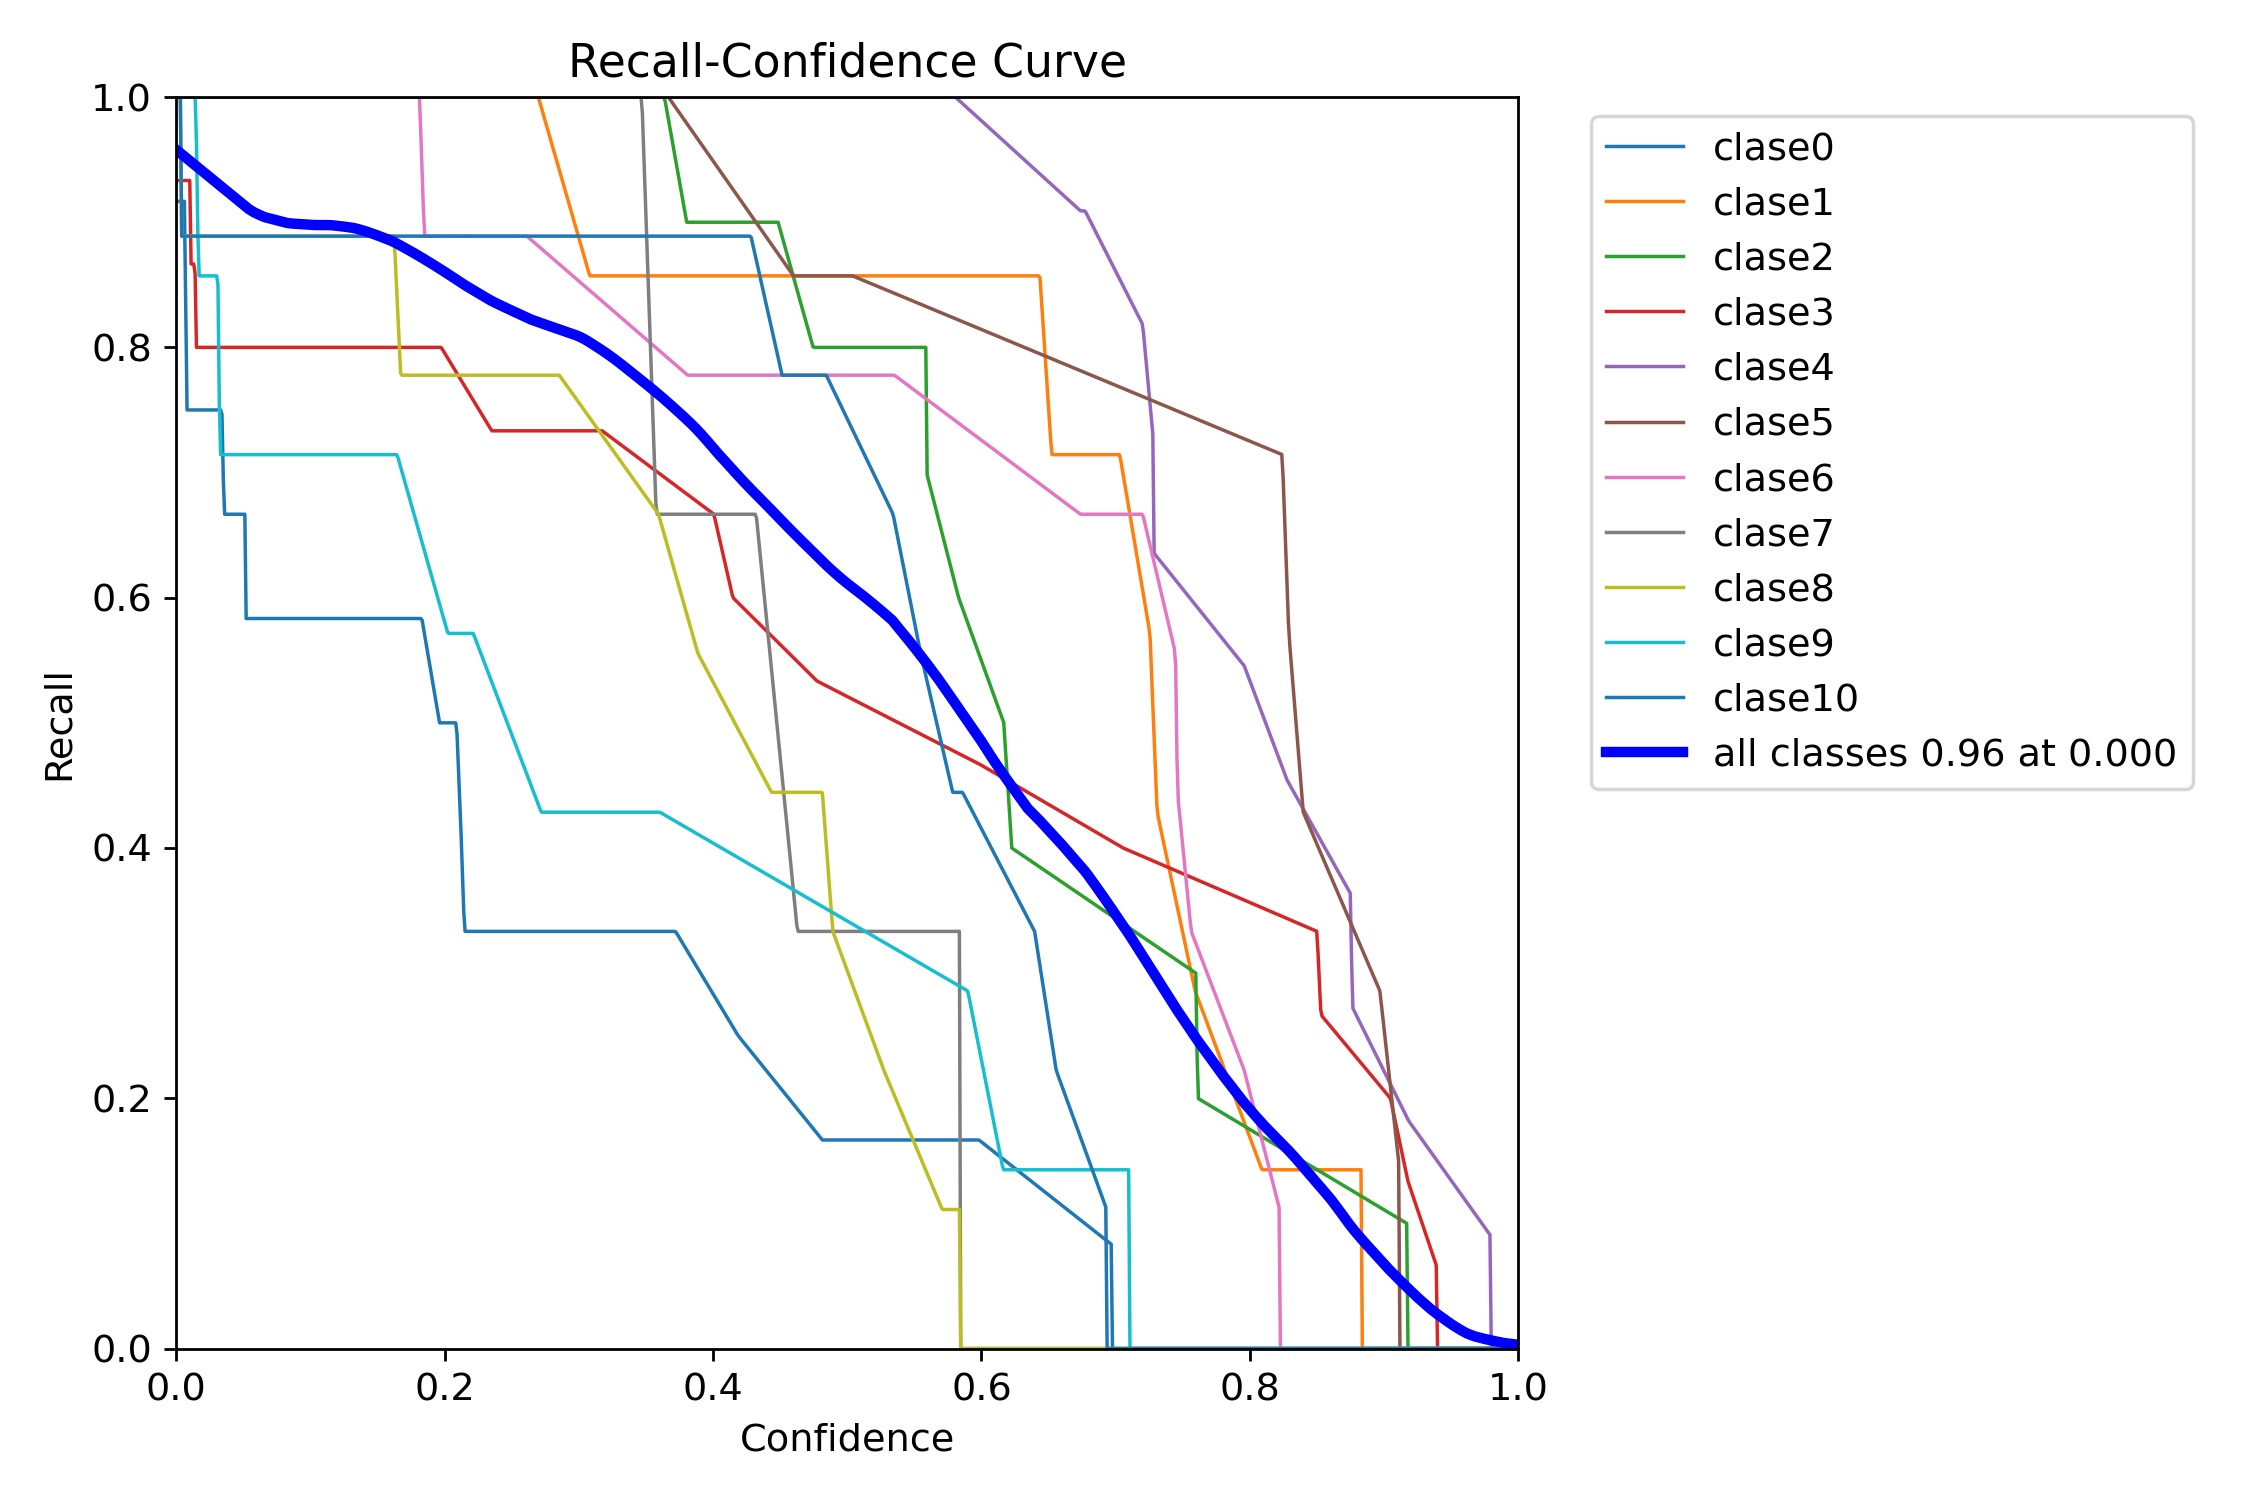 Recall-Confidence Curve
1.0
0.8
0.6
0.4
0.2
0.0
Recall
0.0 0.2 0.4 0.6 0.8 1.0
Confidence
clase0
clase1
clase2
clase3
clase4
clase5
clase6
clase7
clase8
clase9
clase10
all classes 0.96 at 0.000